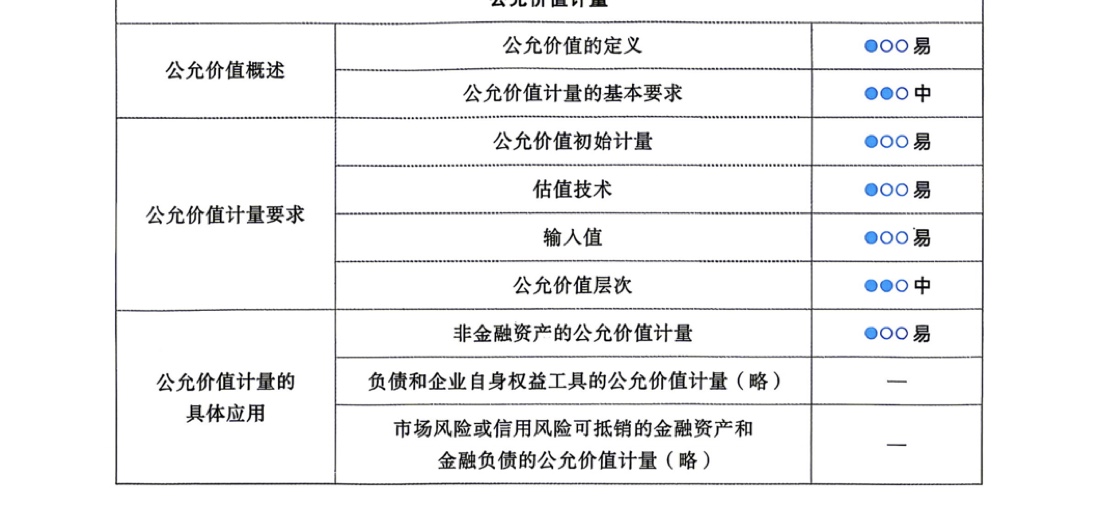 公允价值计量
公允价值概述
公允价值的定义
●○○易
公允价值计量的基本要求
●●○中
公允价值计量要求
公允价值初始计量
●○○易
估值技术
●○○易
输入值
●○○易
公允价值层次
●●○中
公允价值计量的
具体应用
非金融资产的公允价值计量
●○○易
负债和企业自身权益工具的公允价值计量（略）
—
市场风险或信用风险可抵销的金融资产和
金融负债的公允价值计量（略）
—